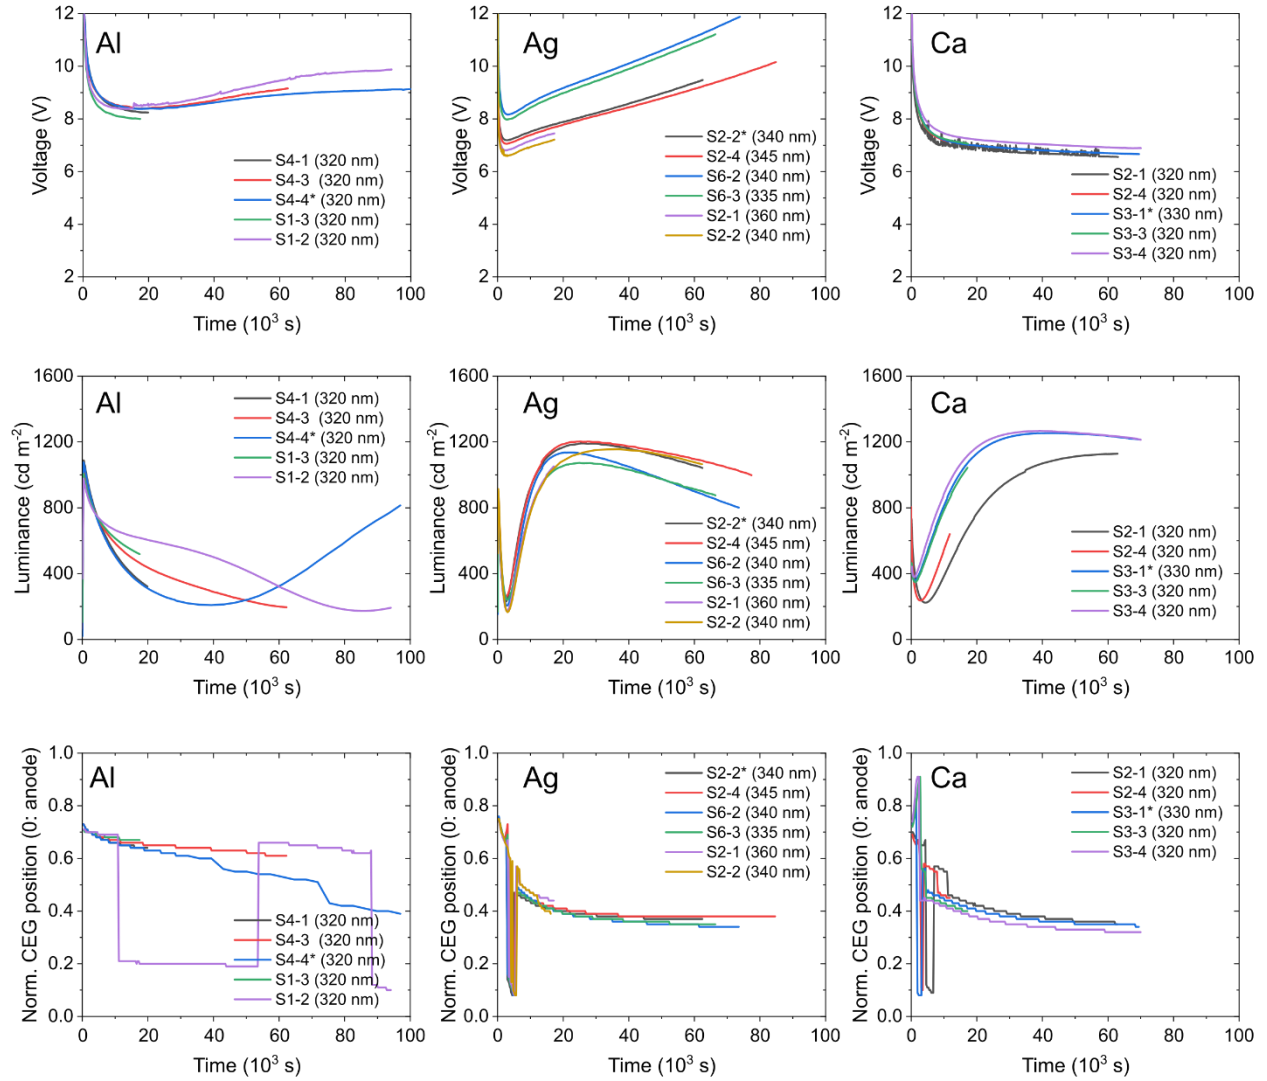 Al
Voltage (V)
12
10
8
6
4
2
S4-1 (320 nm)
S4-3 (320 nm)
S4-4* (320 nm)
S1-3 (320 nm)
S1-2 (320 nm)
0 20 40 60 80 100
Time (10³ s)
Ag
Voltage (V)
12
10
8
6
4
2
S2-2* (340 nm)
S2-4 (345 nm)
S6-2 (340 nm)
S6-3 (335 nm)
S2-1 (360 nm)
S2-2 (340 nm)
0 20 40 60 80 100
Time (10³ s)
Ca
Voltage (V)
12
10
8
6
4
2
S2-1 (320 nm)
S2-4 (320 nm)
S3-1* (330 nm)
S3-3 (320 nm)
S3-4 (320 nm)
0 20 40 60 80 100
Time (10³ s)
Al
Luminance (cd m⁻²)
1600
1200
800
400
0
S4-1 (320 nm)
S4-3 (320 nm)
S4-4* (320 nm)
S1-3 (320 nm)
S1-2 (320 nm)
0 20 40 60 80 100
Time (10³ s)
Ag
Luminance (cd m⁻²)
1600
1200
800
400
0
S2-2* (340 nm)
S2-4 (345 nm)
S6-2 (340 nm)
S6-3 (335 nm)
S2-1 (360 nm)
S2-2 (340 nm)
0 20 40 60 80 100
Time (10³ s)
Ca
Luminance (cd m⁻²)
1600
1200
800
400
0
S2-1 (320 nm)
S2-4 (320 nm)
S3-1* (330 nm)
S3-3 (320 nm)
S3-4 (320 nm)
0 20 40 60 80 100
Time (10³ s)
Al
Norm. CEG position (0: anode)
1.0
0.8
0.6
0.4
0.2
0.0
S4-1 (320 nm)
S4-3 (320 nm)
S4-4* (320 nm)
S1-3 (320 nm)
S1-2 (320 nm)
0 20 40 60 80 100
Time (10³ s)
Ag
Norm. CEG position (0: anode)
1.0
0.8
0.6
0.4
0.2
0.0
S2-2* (340 nm)
S2-4 (345 nm)
S6-2 (340 nm)
S6-3 (335 nm)
S2-1 (360 nm)
S2-2 (340 nm)
0 20 40 60 80 100
Time (10³ s)
Ca
Norm. CEG position (0: anode)
1.0
0.8
0.6
0.4
0.2
0.0
S2-1 (320 nm)
S2-4 (320 nm)
S3-1* (330 nm)
S3-3 (320 nm)
S3-4 (320 nm)
0 20 40 60 80 100
Time (10³ s)